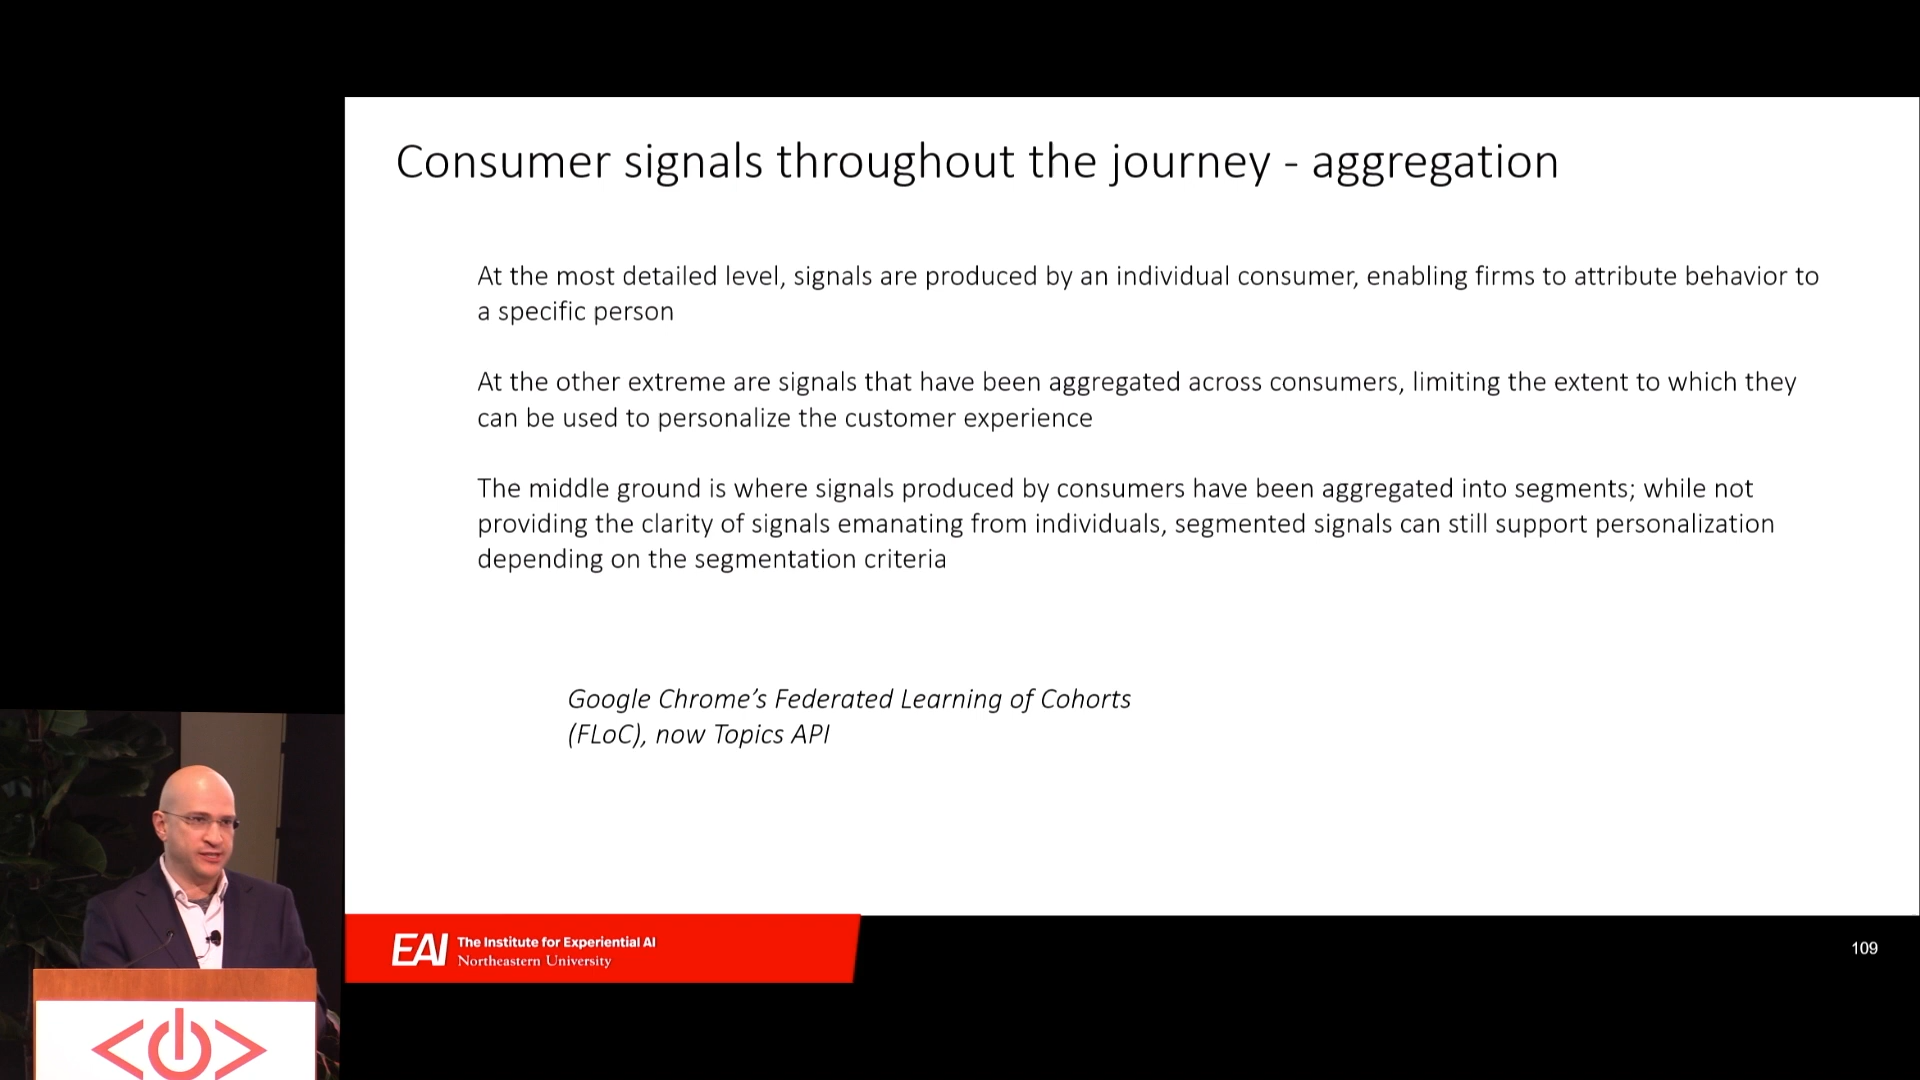 Consumer signals throughout the journey - aggregation
At the most detailed level, signals are produced by an individual consumer, enabling firms to attribute behavior to
a specific person
At the other extreme are signals that have been aggregated across consumers, limiting the extent to which they
can be used to personalize the customer experience
The middle ground is where signals produced by consumers have been aggregated into segments; while not
providing the clarity of signals emanating from individuals, segmented signals can still support personalization
depending on the segmentation criteria
Google Chrome’s Federated Learning of Cohorts
(FLoC), now Topics API
EAI
The Institute for Experiential AI
Northeastern University
109